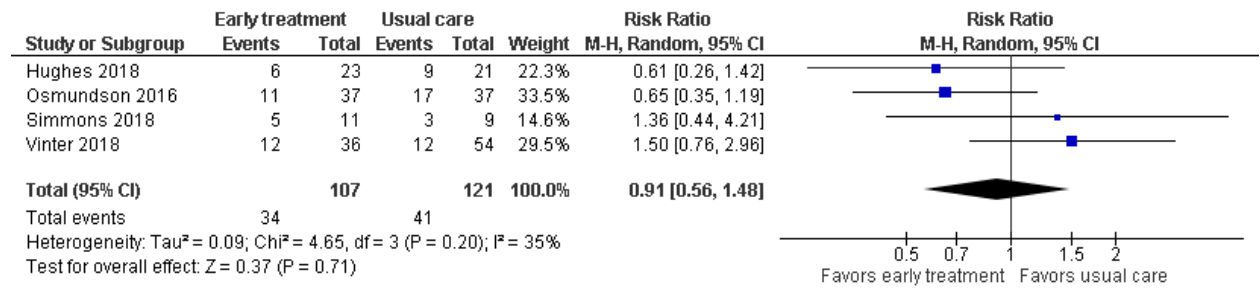 Early treatment Usual care Risk Ratio Risk Ratio
Study or Subgroup Events Total Events Total Weight M-H, Random, 95% CI M-H, Random, 95% CI
Hughes 2018 6 23 9 21 22.3% 0.61 [0.26, 1.42]
Osmundson 2016 11 37 17 37 33.5% 0.65 [0.35, 1.19]
Simmons 2018 5 11 3 9 14.6% 1.36 [0.44, 4.21]
Vinter 2018 12 36 12 54 29.5% 1.50 [0.76, 2.96]
Total (95% CI) 107 121 100.0% 0.91 [0.56, 1.48]
Total events 34 41
Heterogeneity: Tau² = 0.09; Chi² = 4.65, df = 3 (P = 0.20); I² = 35%
Test for overall effect: Z = 0.37 (P = 0.71)
0.5 0.7 1 1.5 2
Favors early treatment Favors usual care